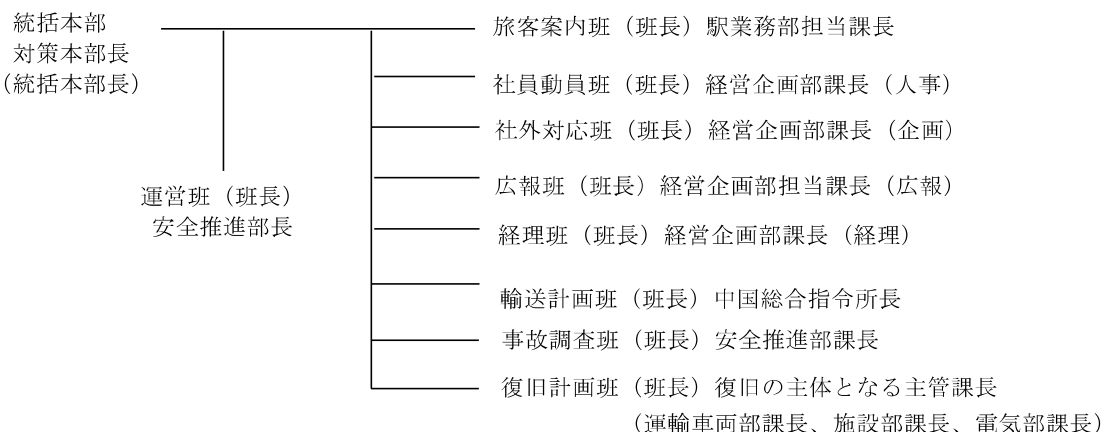 統括本部
対策本部長
（統括本部長）
運営班（班長）
安全推進部長
旅客案内班（班長）駅業務部担当課長
社員動員班（班長）経営企画部課長（人事）
社外対応班（班長）経営企画部課長（企画）
広報班（班長）経営企画部担当課長（広報）
経理班（班長）経営企画部課長（経理）
輸送計画班（班長）中国総合指令所長
事故調査班（班長）安全推進部課長
復旧計画班（班長）復旧の主体となる主管課長
（運輸車両部課長、施設部課長、電気部課長）